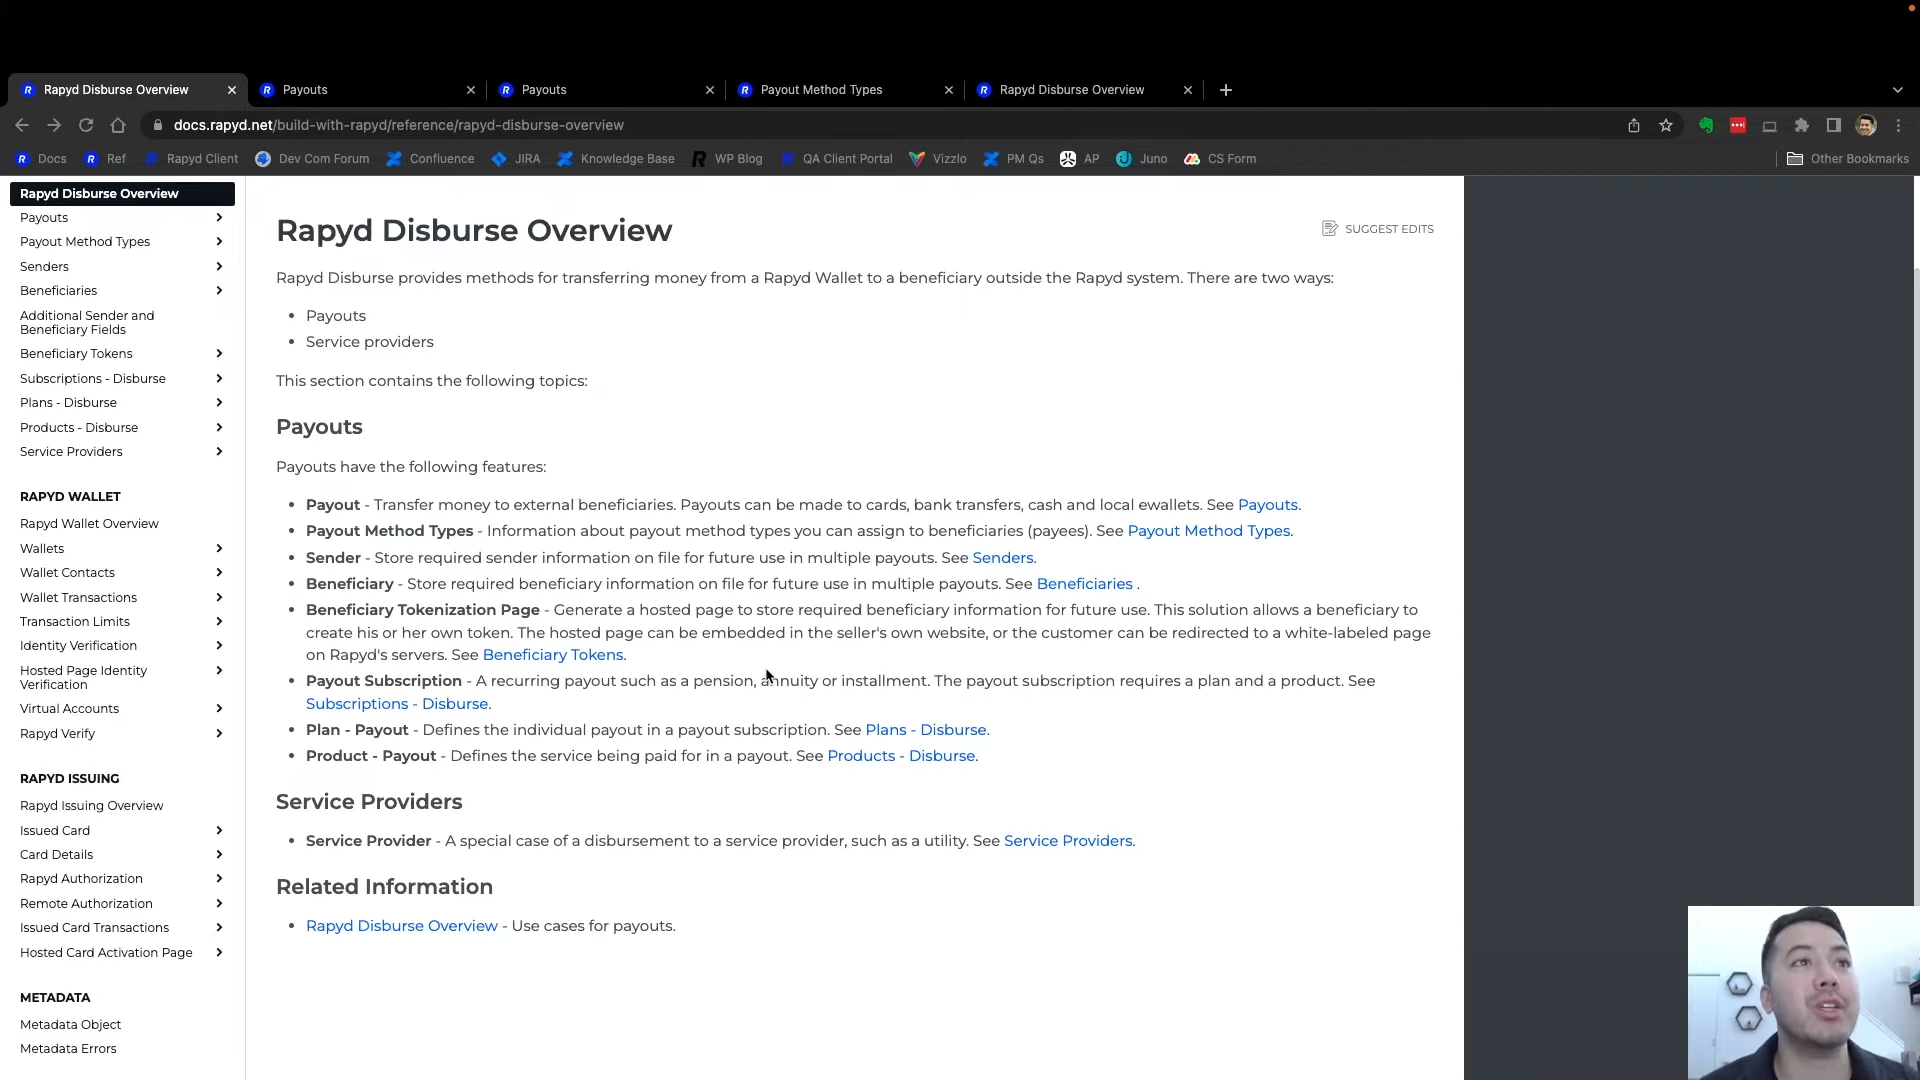 Rapyd Disburse Overview
Payouts
Payouts
Payout Method Types
Rapyd Disburse Overview
docs.rapyd.net/build-with-rapyd/reference/rapyd-disburse-overview
Docs
Ref
Rapyd Client
Dev Com Forum
Confluence
JIRA
Knowledge Base
WP Blog
QA Client Portal
Vizzlo
PM Qs
AP
Juno
CS Form
Other Bookmarks
Rapyd Disburse Overview
Payouts
Payout Method Types
Senders
Beneficiaries
Additional Sender and
Beneficiary Fields
Beneficiary Tokens
Subscriptions - Disburse
Plans - Disburse
Products - Disburse
Service Providers
RAPYD WALLET
Rapyd Wallet Overview
Wallets
Wallet Contacts
Wallet Transactions
Transaction Limits
Identity Verification
Hosted Page Identity
Verification
Virtual Accounts
Rapyd Verify
RAPYD ISSUING
Rapyd Issuing Overview
Issued Card
Card Details
Rapyd Authorization
Remote Authorization
Issued Card Transactions
Hosted Card Activation Page
METADATA
Metadata Object
Metadata Errors
Rapyd Disburse Overview
SUGGEST EDITS
Rapyd Disburse provides methods for transferring money from a Rapyd Wallet to a beneficiary outside the Rapyd system. There are two ways:
• Payouts
• Service providers
This section contains the following topics:
Payouts
Payouts have the following features:
• Payout - Transfer money to external beneficiaries. Payouts can be made to cards, bank transfers, cash and local ewallets. See Payouts.
• Payout Method Types - Information about payout method types you can assign to beneficiaries (payees). See Payout Method Types.
• Sender - Store required sender information on file for future use in multiple payouts. See Senders.
• Beneficiary - Store required beneficiary information on file for future use in multiple payouts. See Beneficiaries .
• Beneficiary Tokenization Page - Generate a hosted page to store required beneficiary information for future use. This solution allows a beneficiary to
create his or her own token. The hosted page can be embedded in the seller's own website, or the customer can be redirected to a white-labeled page
on Rapyd's servers. See Beneficiary Tokens.
• Payout Subscription - A recurring payout such as a pension, annuity or installment. The payout subscription requires a plan and a product. See
Subscriptions - Disburse.
• Plan - Payout - Defines the individual payout in a payout subscription. See Plans - Disburse.
• Product - Payout - Defines the service being paid for in a payout. See Products - Disburse.
Service Providers
• Service Provider - A special case of a disbursement to a service provider, such as a utility. See Service Providers.
Related Information
• Rapyd Disburse Overview - Use cases for payouts.